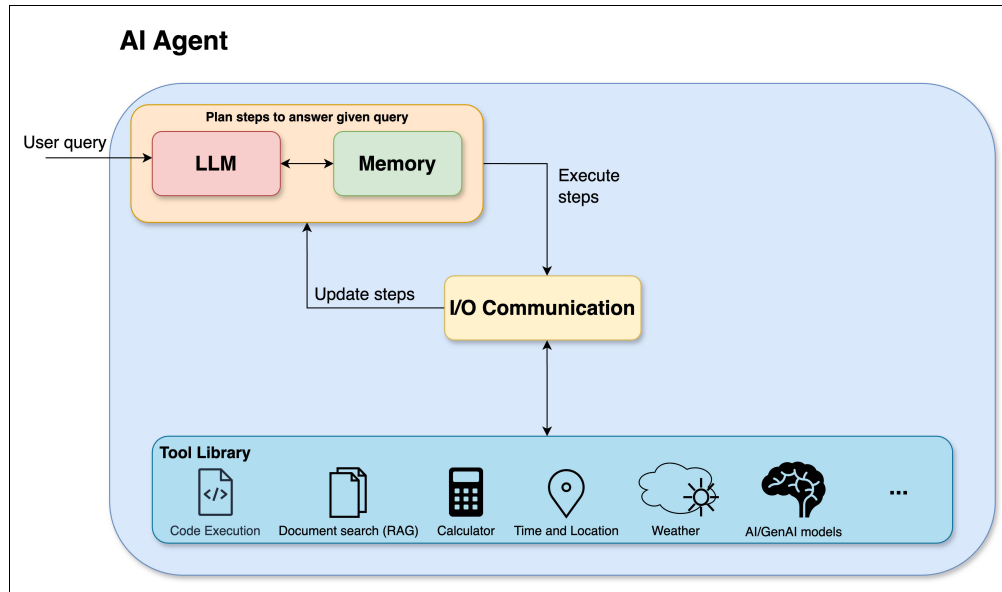 AI Agent
Plan steps to answer given query
User query
LLM
Memory
Execute
steps
Update steps
I/O Communication
Tool Library
</>
Code Execution
Document search (RAG)
Calculator
Time and Location
Weather
AI/GenAI models
...